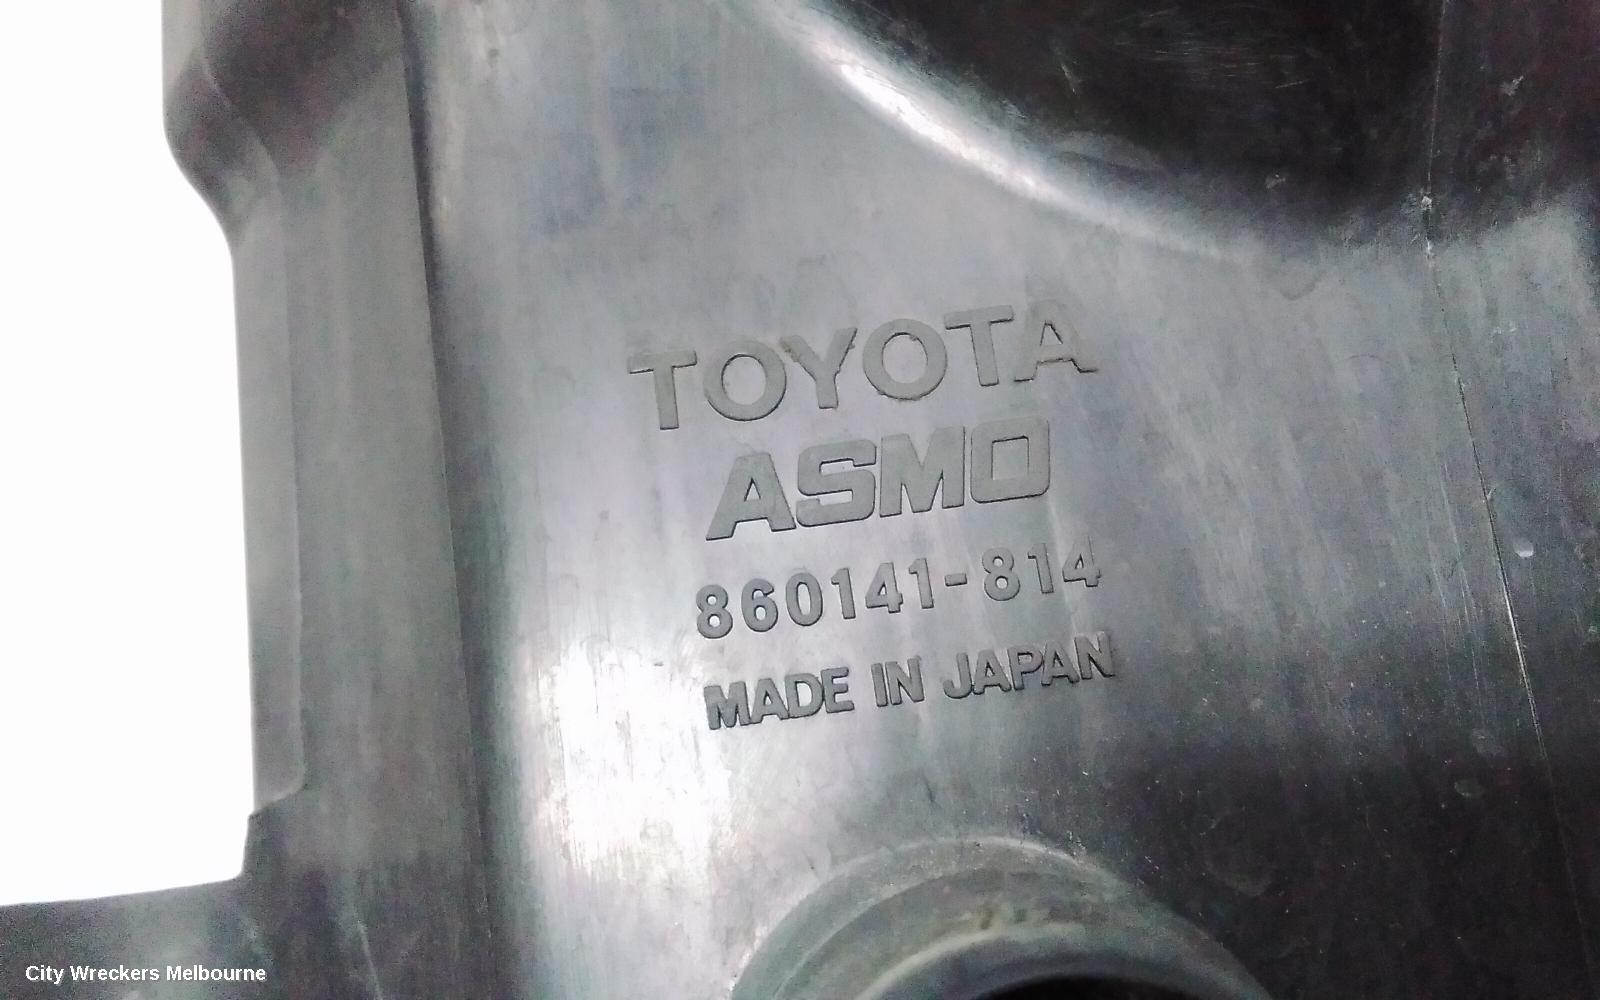 TOYOTA
ASMO
860141-814
MADE IN JAPAN
City Wreckers Melbourne